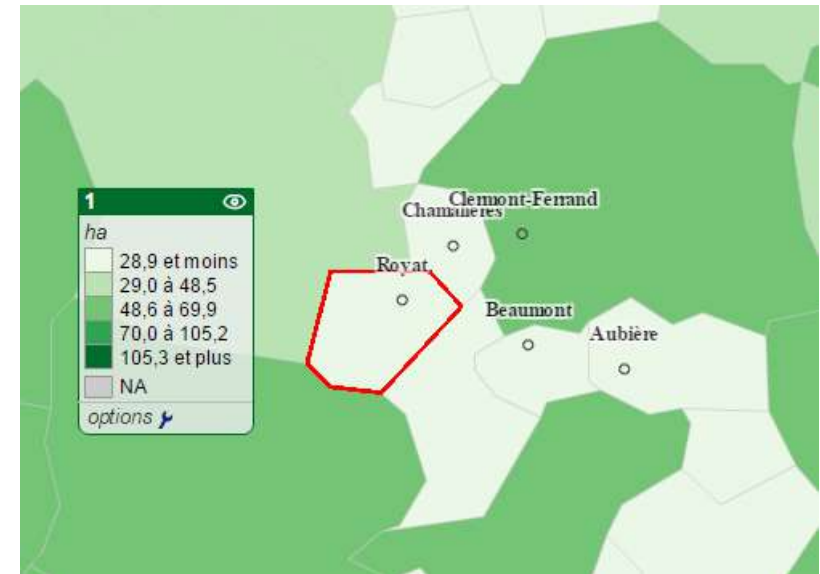 Clermont-Ferrand
Chamalières
Royat
Beaumont
Aubière
1
ha
28,9 et moins
29,0 à 48,5
48,6 à 69,9
70,0 à 105,2
105,3 et plus
NA
options